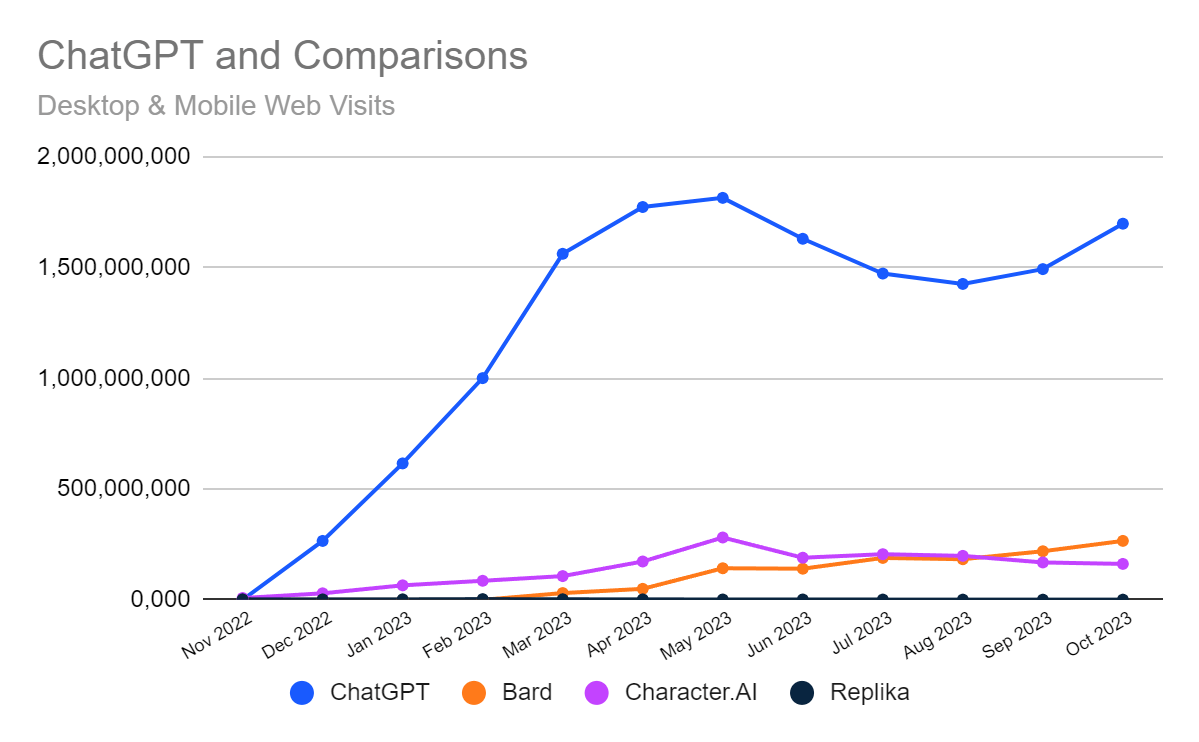 ChatGPT and Comparisons
Desktop & Mobile Web Visits
2,000,000,000
1,500,000,000
1,000,000,000
500,000,000
0,000
Nov 2022 Dec 2022 Jan 2023 Feb 2023 Mar 2023 Apr 2023 May 2023 Jun 2023 Jul 2023 Aug 2023 Sep 2023 Oct 2023
ChatGPT Bard Character.AI Replika